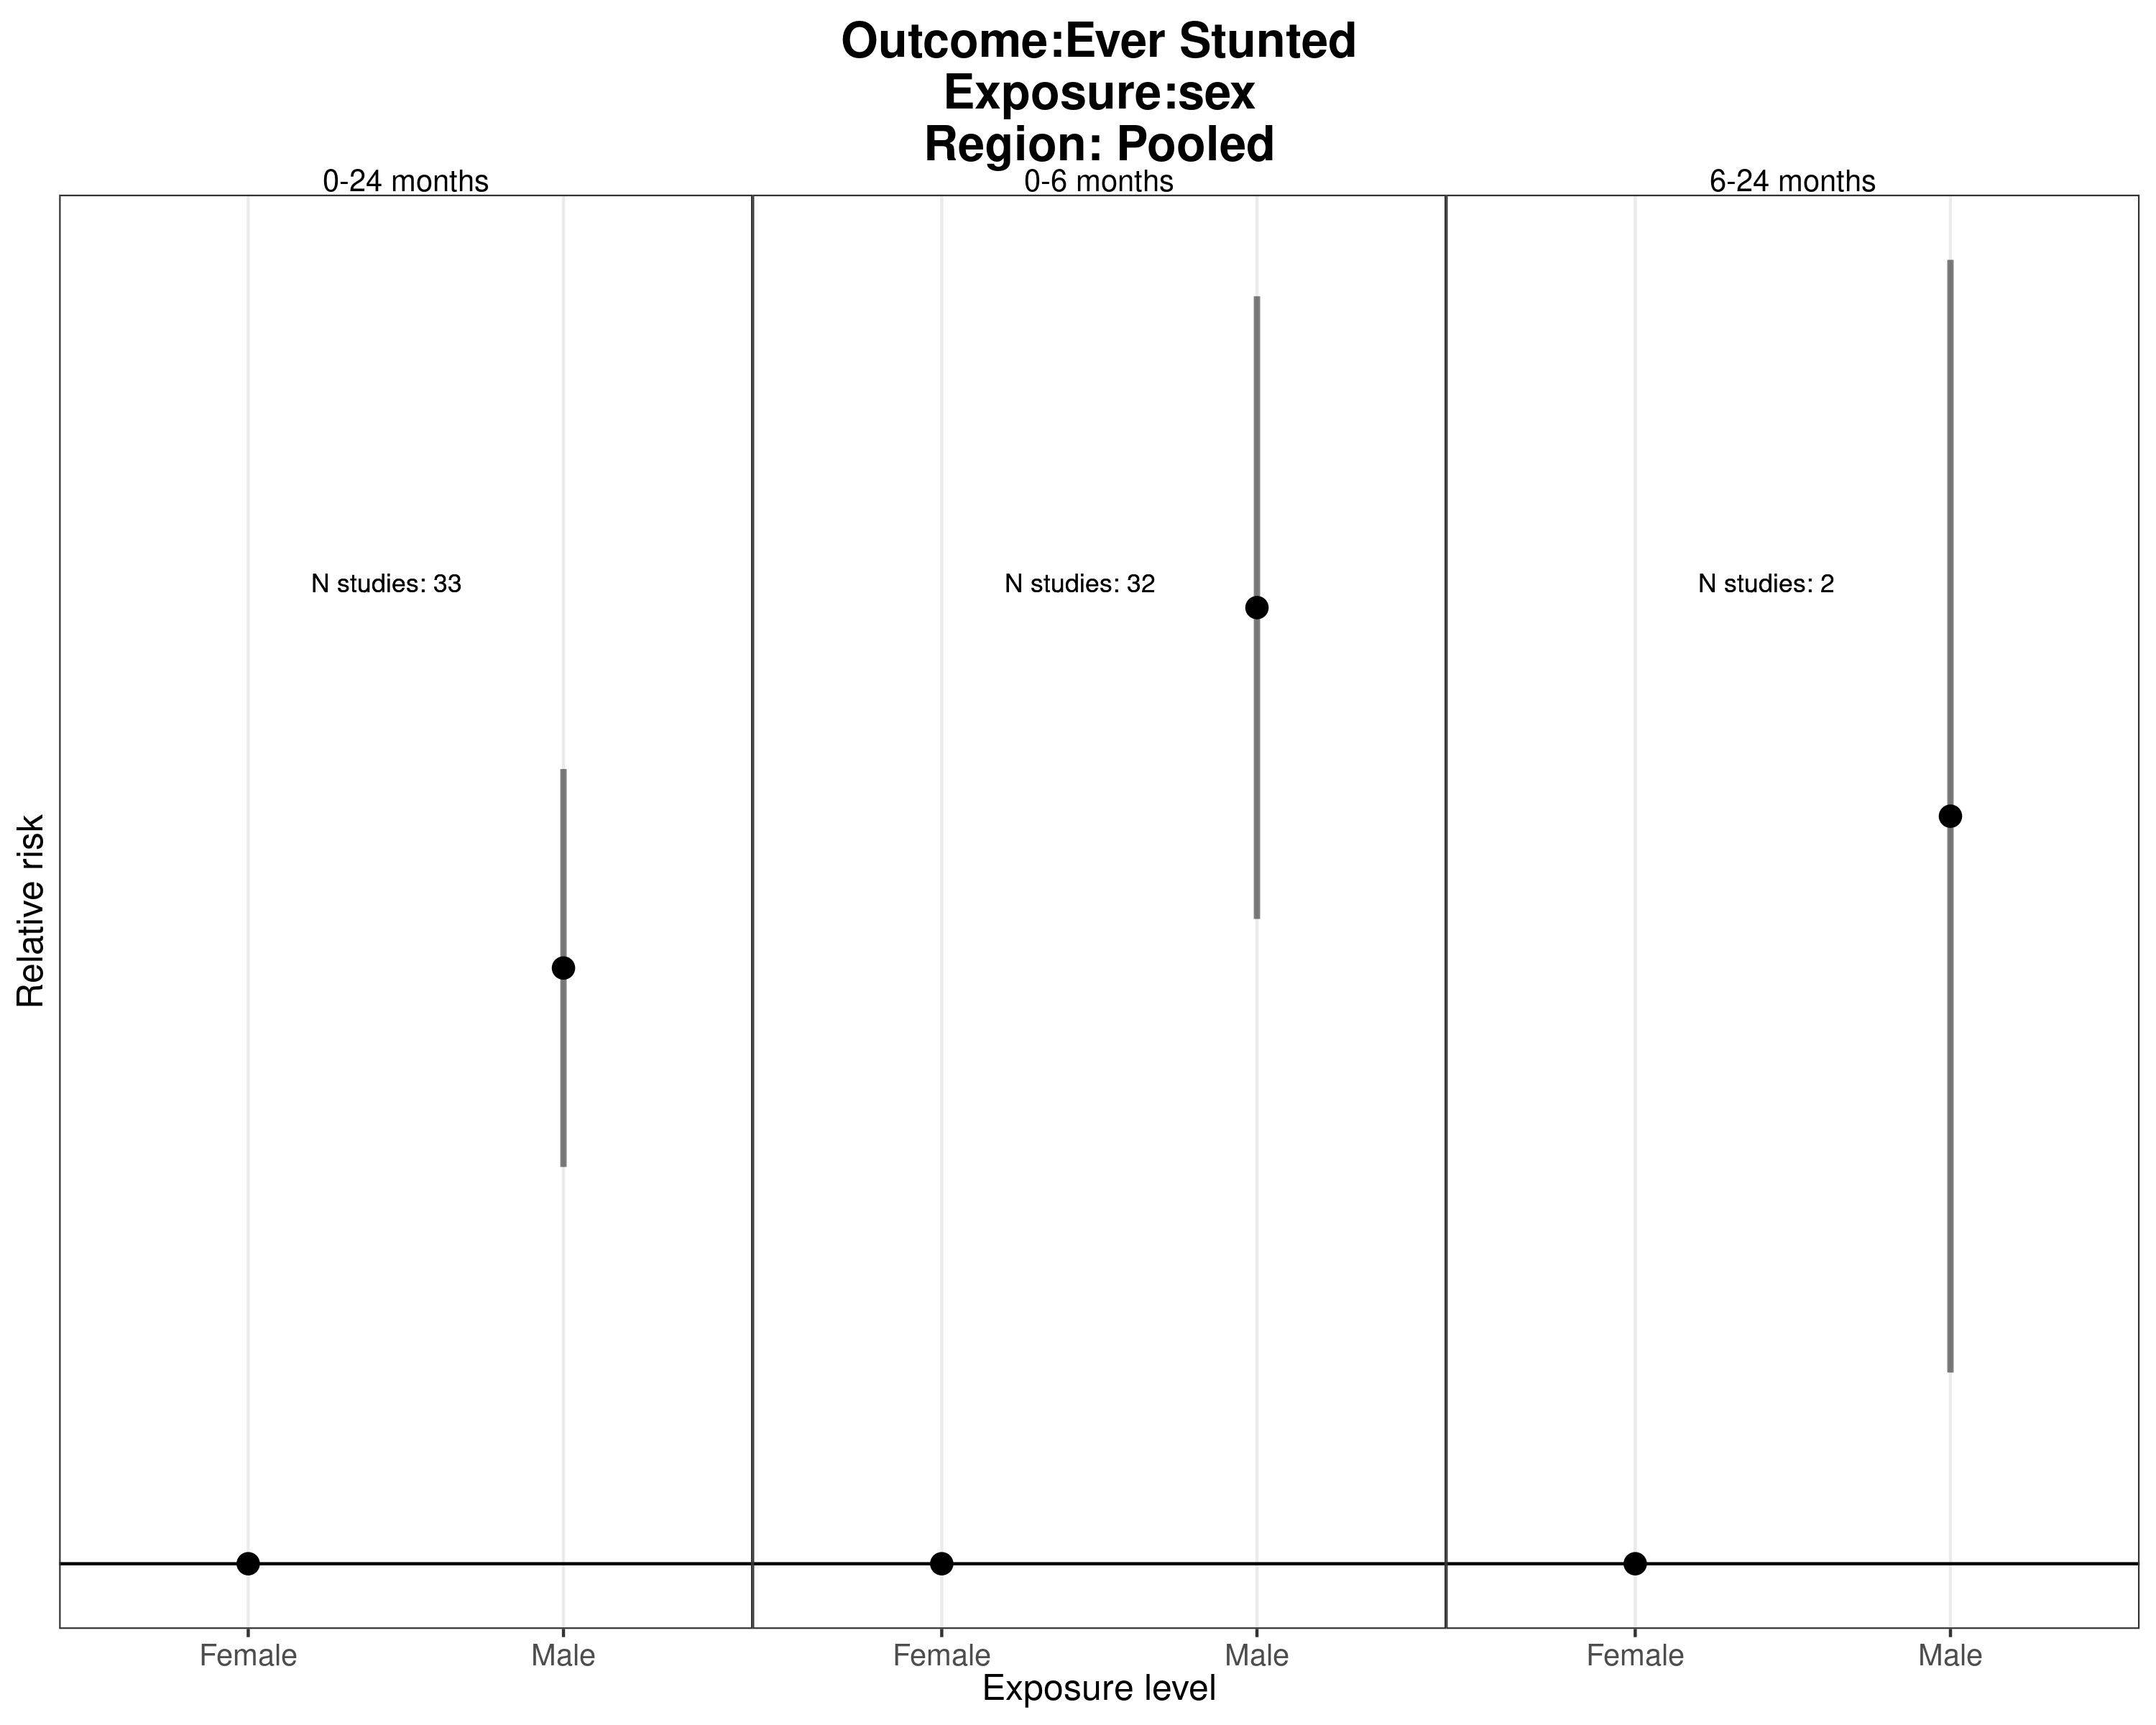 Outcome:Ever Stunted
Exposure:sex
Region: Pooled
0-24 months
0-6 months
6-24 months
N studies: 33
N studies: 32
N studies: 2
Relative risk
Female
Male
Female
Male
Female
Male
Exposure level